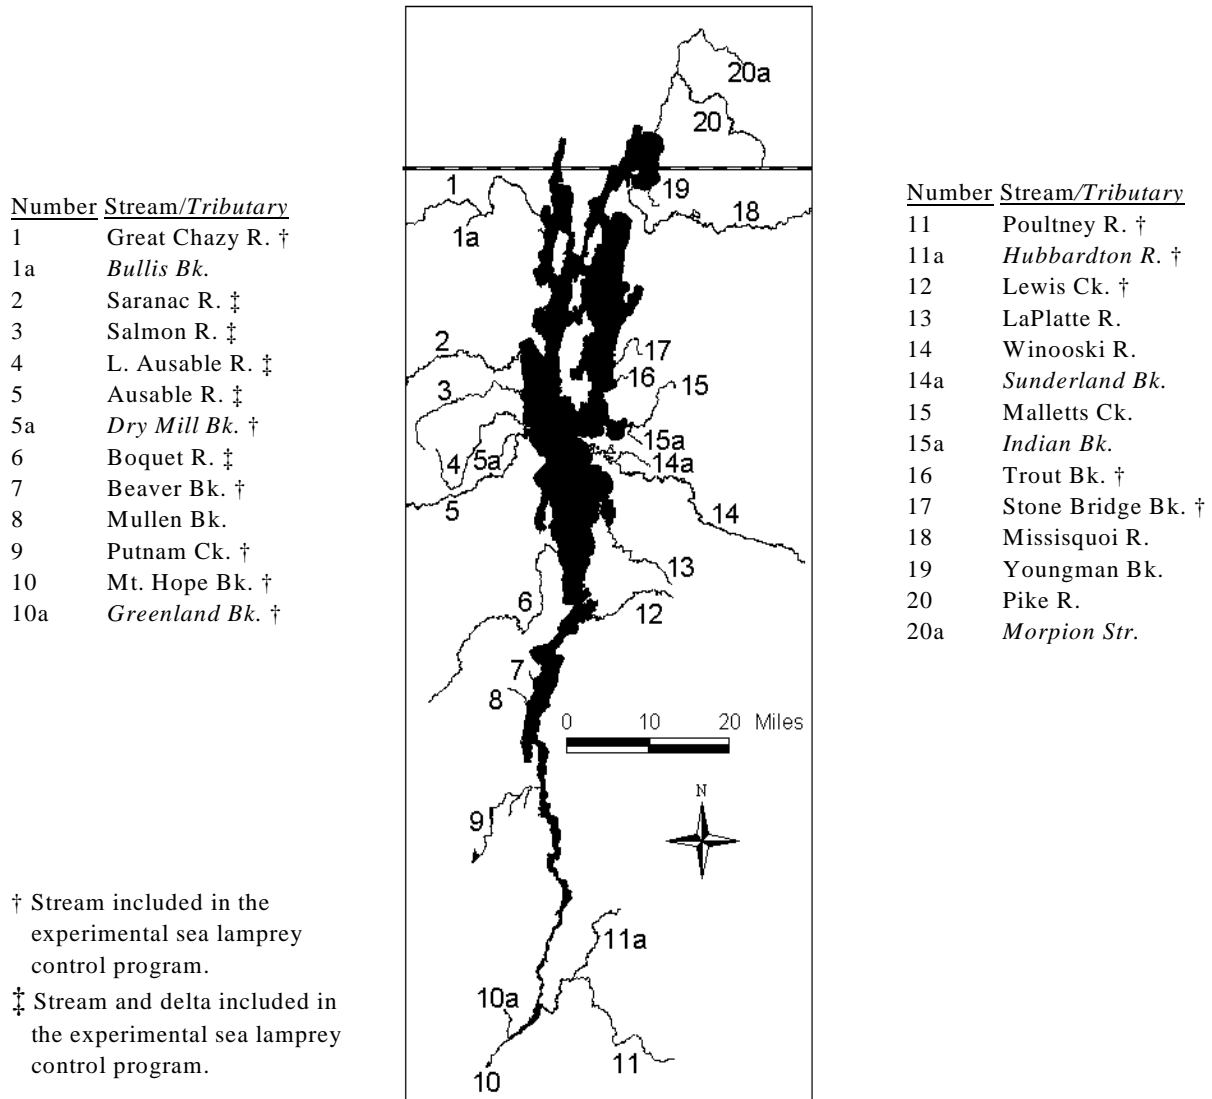 Number Stream/Tributary
1 Great Chazy R. †
1a Bullis Bk.
2 Saranac R. ‡
3 Salmon R. ‡
4 L. Ausable R. ‡
5 Ausable R. ‡
5a Dry Mill Bk. †
6 Boquet R. ‡
7 Beaver Bk. †
8 Mullen Bk.
9 Putnam Ck. †
10 Mt. Hope Bk. †
10a Greenland Bk. †
† Stream included in the
experimental sea lamprey
control program.
‡ Stream and delta included in
the experimental sea lamprey
control program.
20a
20
19
18
1
1a
2
17
16
3
15
15a
4
5a
14a
5
14
13
6
12
7
8
0 10 20 Miles
N
9
11a
10a
11
10
Number Stream/Tributary
11 Poultney R. †
11a Hubbardton R. †
12 Lewis Ck. †
13 LaPlatte R.
14 Winooski R.
14a Sunderland Bk.
15 Malletts Ck.
15a Indian Bk.
16 Trout Bk. †
17 Stone Bridge Bk. †
18 Missisquoi R.
19 Youngman Bk.
20 Pike R.
20a Morpion Str.